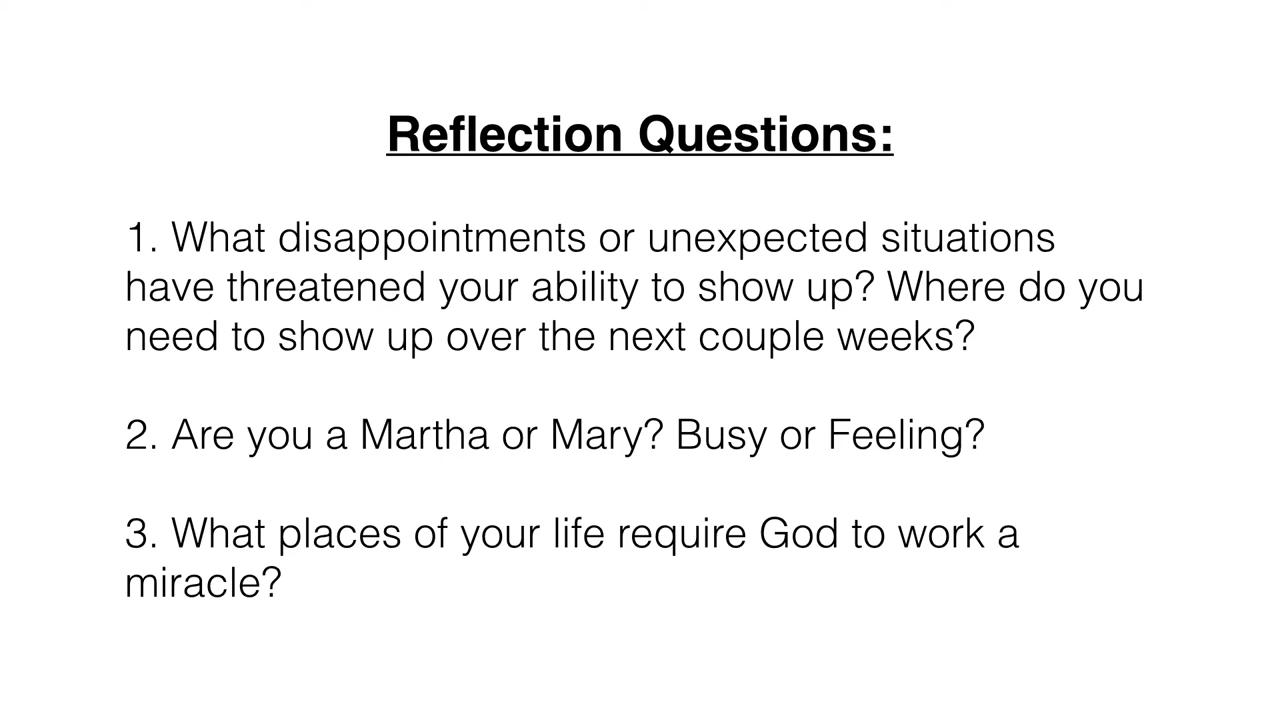 Reflection Questions:
1. What disappointments or unexpected situations
have threatened your ability to show up? Where do you
need to show up over the next couple weeks?
2. Are you a Martha or Mary? Busy or Feeling?
3. What places of your life require God to work a
miracle?